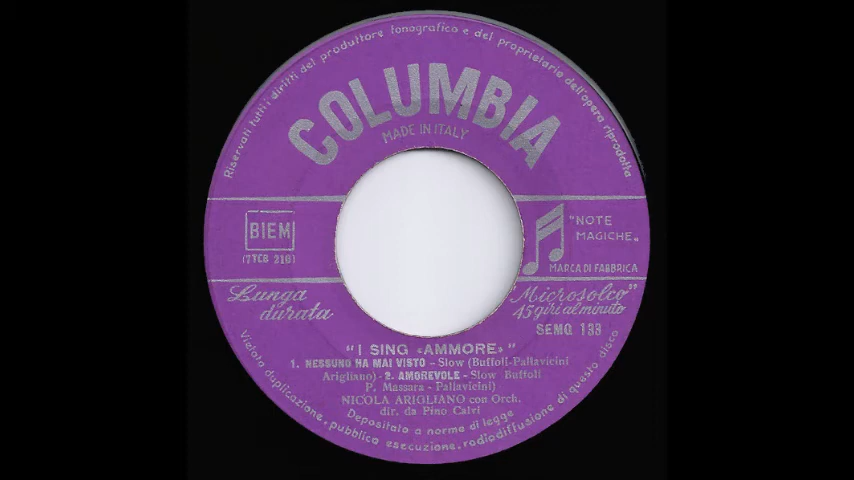 Riservati tutti i diritti del produttore fonografico e del proprietario dell'opera riprodotta
COLUMBIA
MADE IN ITALY
BIEM
(7TCB 210)
"NOTE
MAGICHE„
MARCA DI FABBRICA
Lunga
durata
Microsolco"
45 giri al minuto
SEMQ 133
"I SING «AMMORE»"
1. NESSUNO HA MAI VISTO - Slow (Buffoli-Pallavicini
Arigliano) - 2. AMOREVOLE - Slow Buffoli
P. Massara - Pallavicini)
NICOLA ARIGLIANO con Orch.
dir. da Pino Calvi
Depositato a norma di legge
Vietata duplicazione, pubblica esecuzione, radiodiffusione di questo disco